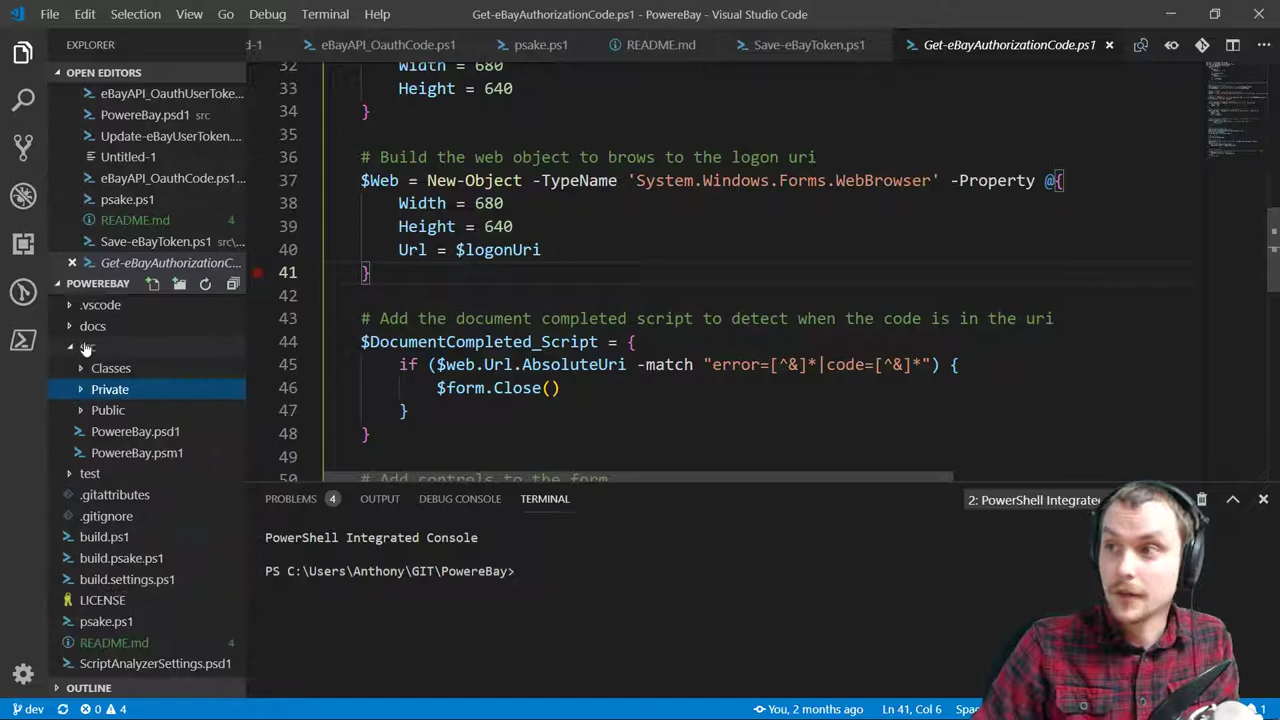 File Edit Selection View Go Debug Terminal Help
Get-eBayAuthorizationCode.ps1 - PowereBay - Visual Studio Code
EXPLORER
OPEN EDITORS
eBayAPI_OauthUserToke...
PowereBay.psd1 src
Update-eBayUserToken....
Untitled-1
eBayAPI_OauthCode.ps1
psake.ps1
README.md 4
Save-eBayToken.ps1 src\...
Get-eBayAuthorizationC...
POWEREBAY
.vscode
docs
Classes
Private
Public
PowereBay.psd1
PowereBay.psm1
test
.gitattributes
.gitignore
build.ps1
build.psake.ps1
build.settings.ps1
LICENSE
psake.ps1
README.md 4
ScriptAnalyzerSettings.psd1
OUTLINE
d-1 eBayAPI_OauthCode.ps1 psake.ps1 README.md Save-eBayToken.ps1 Get-eBayAuthorizationCode.ps1
32 Width = 680
33 Height = 640
34 }
35
36 # Build the web object to brows to the logon uri
37 $Web = New-Object -TypeName 'System.Windows.Forms.WebBrowser' -Property @{
38 Width = 680
39 Height = 640
40 Url = $logonUri
41 }
42
43 # Add the document completed script to detect when the code is in the uri
44 $DocumentCompleted_Script = {
45 if ($web.Url.AbsoluteUri -match "error=[^&]*|code=[^&]*") {
46 $form.Close()
47 }
48 }
49
50 # Add controls to the form
PROBLEMS 4 OUTPUT DEBUG CONSOLE TERMINAL
2: PowerShell Integrated
PowerShell Integrated Console
PS C:\Users\Anthony\GIT\PowereBay>
dev 0 4
You, 2 months ago Ln 41, Col 6
1